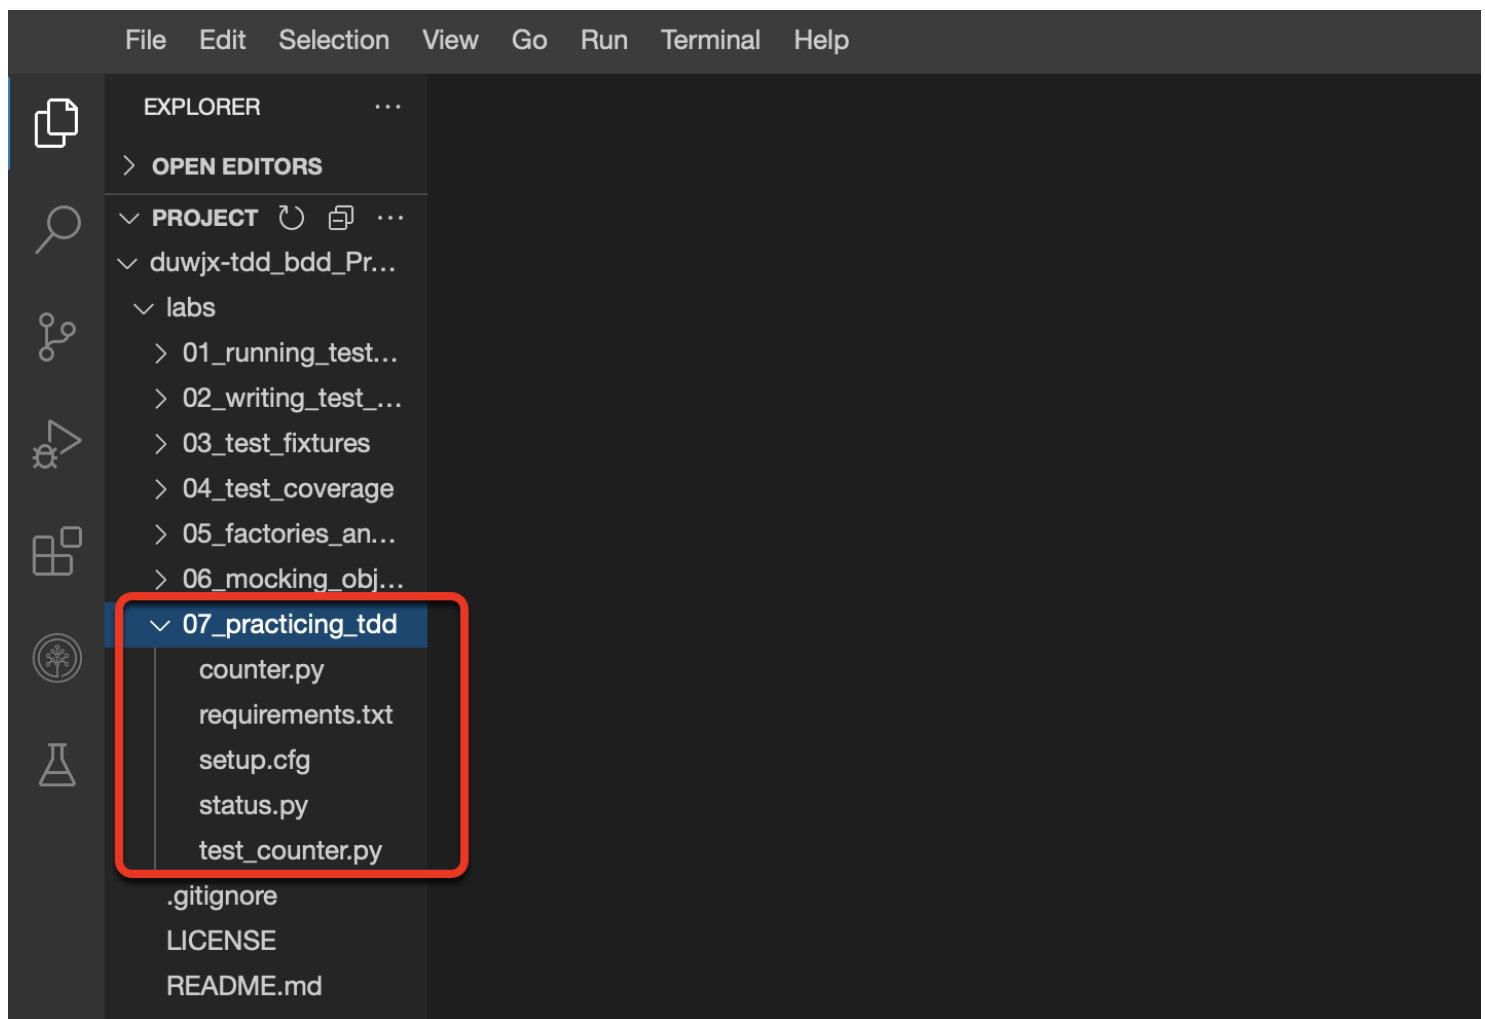 File Edit Selection View Go Run Terminal Help
EXPLORER ...
OPEN EDITORS
PROJECT ...
duwjx-tdd_bdd_Pr...
labs
01_running_test...
02_writing_test_...
03_test_fixtures
04_test_coverage
05_factories_an...
06_mocking_obj...
07_practicing_tdd
counter.py
requirements.txt
setup.cfg
status.py
test_counter.py
.gitignore
LICENSE
README.md